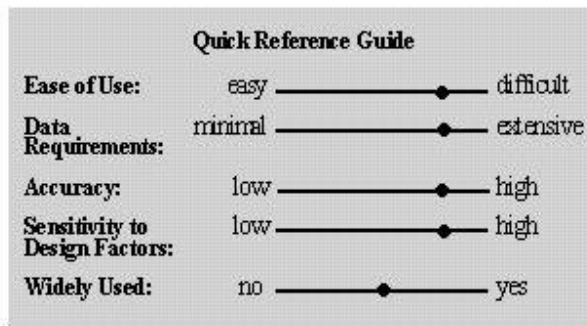 Quick Reference Guide
Ease of Use: easy difficult
Data
Requirements: minimal extensive
Accuracy: low high
Sensitivity to
Design Factors: low high
Widely Used: no yes